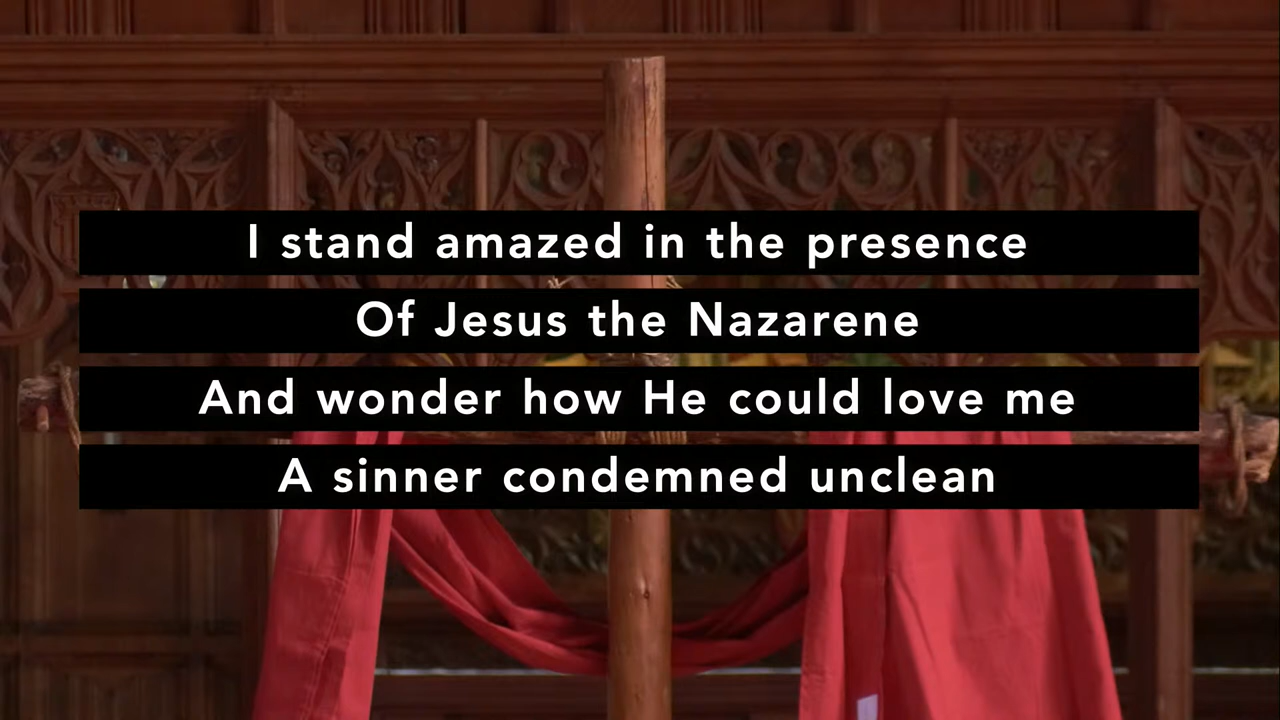 I stand amazed in the presence
Of Jesus the Nazarene
And wonder how He could love me
A sinner condemned unclean